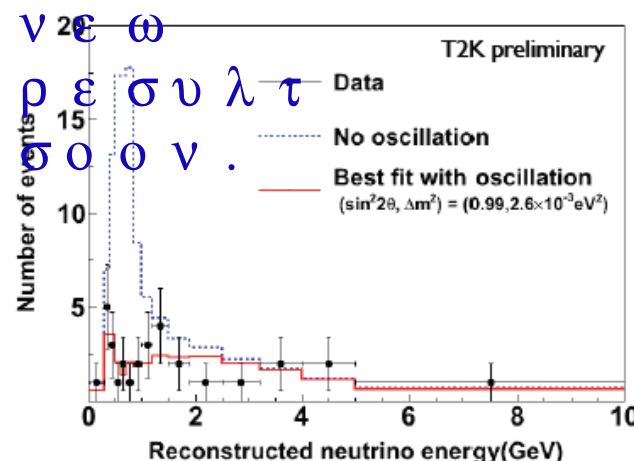 ν ε ω
ρ ε σ υ λ τ
σ ο ο ν .
T2K preliminary
Data
No oscillation
Best fit with oscillation
(sin²2θ, Δm²) = (0.99,2.6×10⁻³eV²)
Number of events
20
15
10
5
0 2 4 6 8 10
Reconstructed neutrino energy(GeV)